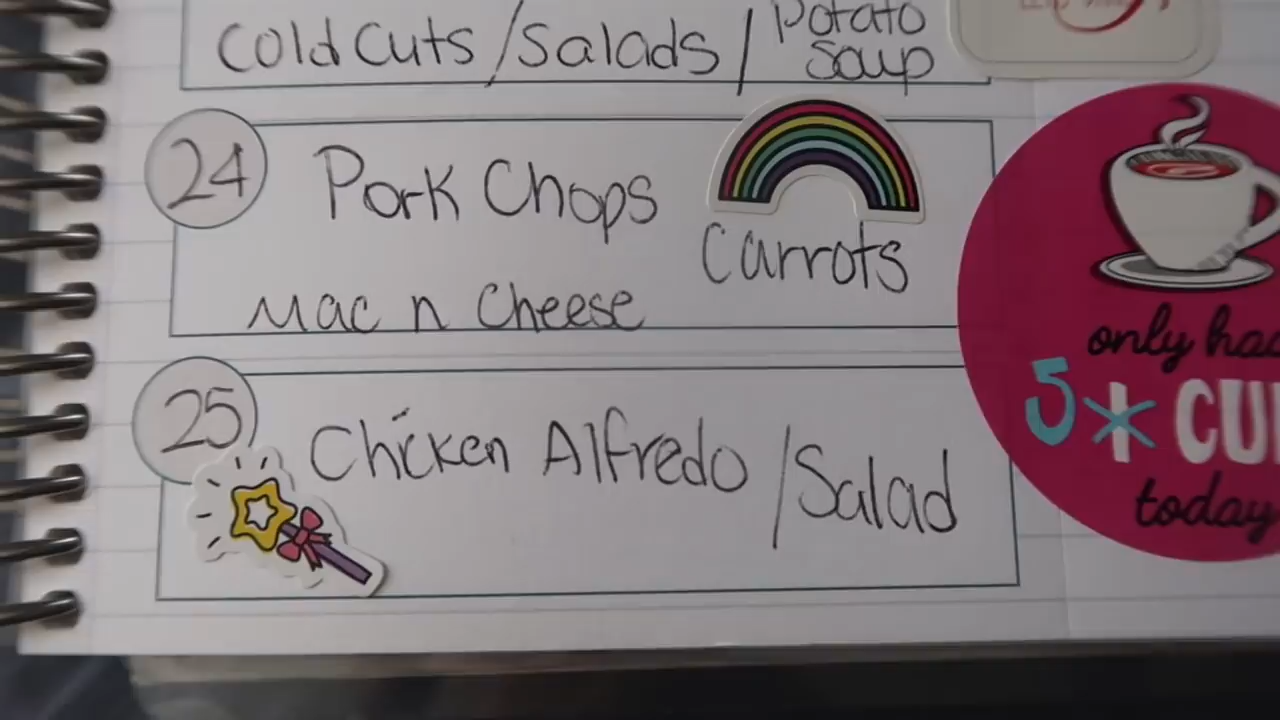 Cold Cuts / Salads / Potato Soup
24
Pork Chops
Carrots
Mac n Cheese
25
Chicken Alfredo / Salad
only ha
5 CU
today